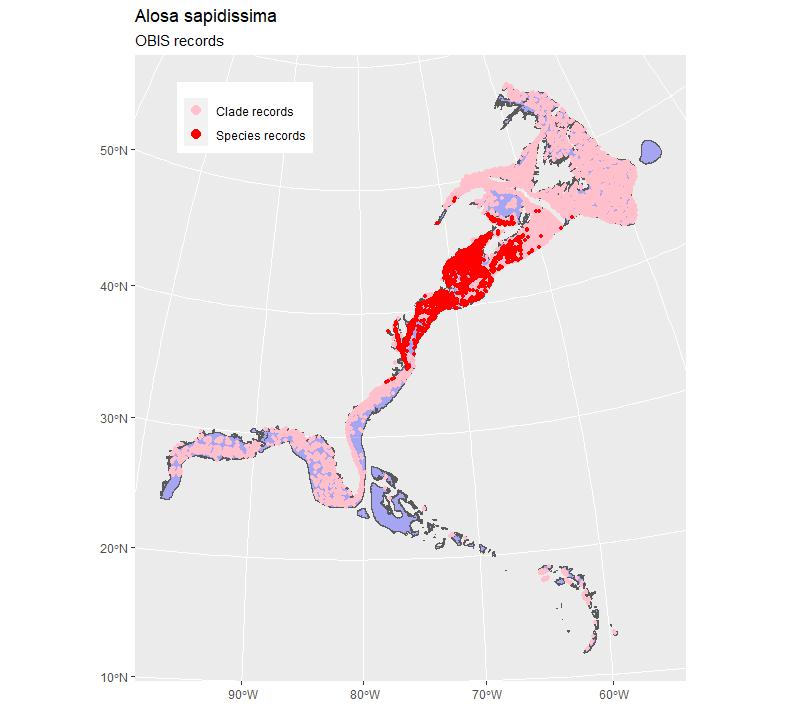 Alosa sapidissima
OBIS records
Clade records
Species records
50°N
40°N
30°N
20°N
10°N
90°W
80°W
70°W
60°W